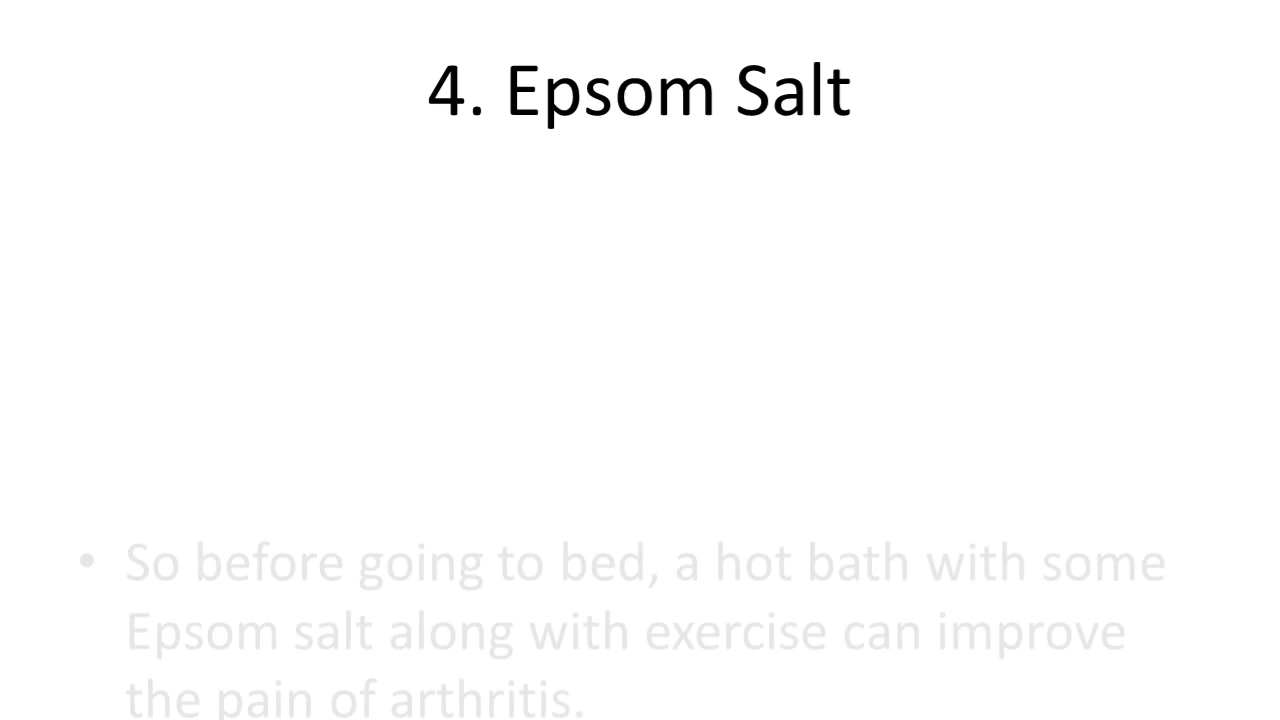 4. Epsom Salt
• So before going to bed, a hot bath with some
Epsom salt along with exercise can improve
the pain of arthritis.